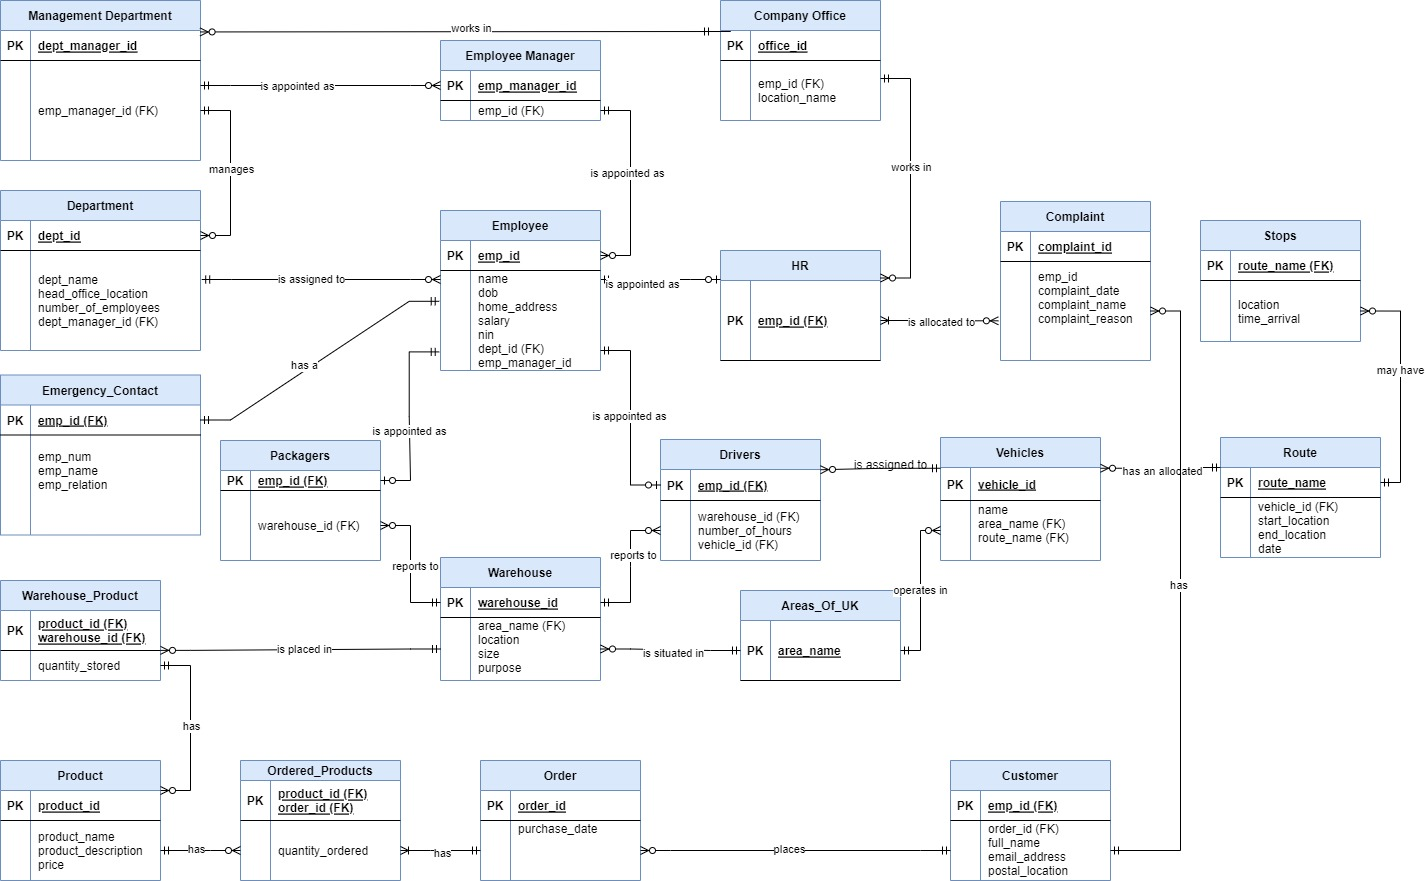 Management Department
PK dept_manager_id
emp_manager_id (FK)
works in
Company Office
PK office_id
emp_id (FK)
location_name
Employee Manager
PK emp_manager_id
emp_id (FK)
is appointed as
manages
is appointed as
works in
Department
PK dept_id
dept_name
head_office_location
number_of_employees
dept_manager_id (FK)
is assigned to
Employee
PK emp_id
name
dob
home_address
salary
nin
dept_id (FK)
emp_manager_id
is appointed as
HR
PK emp_id (FK)
is allocated to
Complaint
PK complaint_id
emp_id
complaint_date
complaint_name
complaint_reason
Stops
PK route_name (FK)
location
time_arrival
may have
has a
Emergency_Contact
PK emp_id (FK)
emp_num
emp_name
emp_relation
is appointed as
is appointed as
Packagers
PK emp_id (FK)
warehouse_id (FK)
reports to
Drivers
PK emp_id (FK)
warehouse_id (FK)
number_of_hours
vehicle_id (FK)
reports to
is assigned to
Vehicles
PK vehicle_id
name
area_name (FK)
route_name (FK)
has an allocated
Route
PK route_name
vehicle_id (FK)
start_location
end_location
date
operates in
has
Warehouse_Product
PK product_id (FK)
warehouse_id (FK)
quantity_stored
is placed in
Warehouse
PK warehouse_id
area_name (FK)
location
size
purpose
is situated in
Areas_Of_UK
PK area_name
has
Product
PK product_id
product_name
product_description
price
has
Ordered_Products
PK product_id (FK)
order_id (FK)
quantity_ordered
has
Order
PK order_id
purchase_date
places
Customer
PK emp_id (FK)
order_id (FK)
full_name
email_address
postal_location